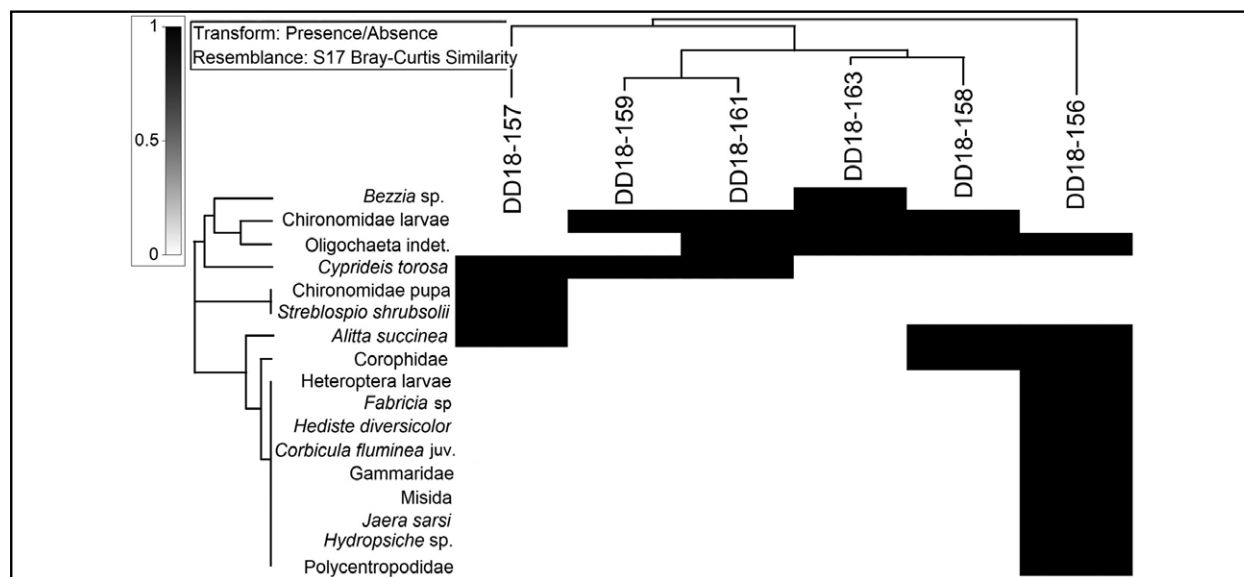 1
Transform: Presence/Absence
Resemblance: S17 Bray-Curtis Similarity
0.5
0
DD18-157
DD18-159
DD18-161
DD18-163
DD18-158
DD18-156
Bezzia sp.
Chironomidae larvae
Oligochaeta indet.
Cyprideis torosa
Chironomidae pupa
Streblospio shrubsolii
Alitta succinea
Corophidae
Heteroptera larvae
Fabricia sp
Hediste diversicolor
Corbicula fluminea juv.
Gammaridae
Misida
Jaera sarsi
Hydropsiche sp.
Polycentropodidae